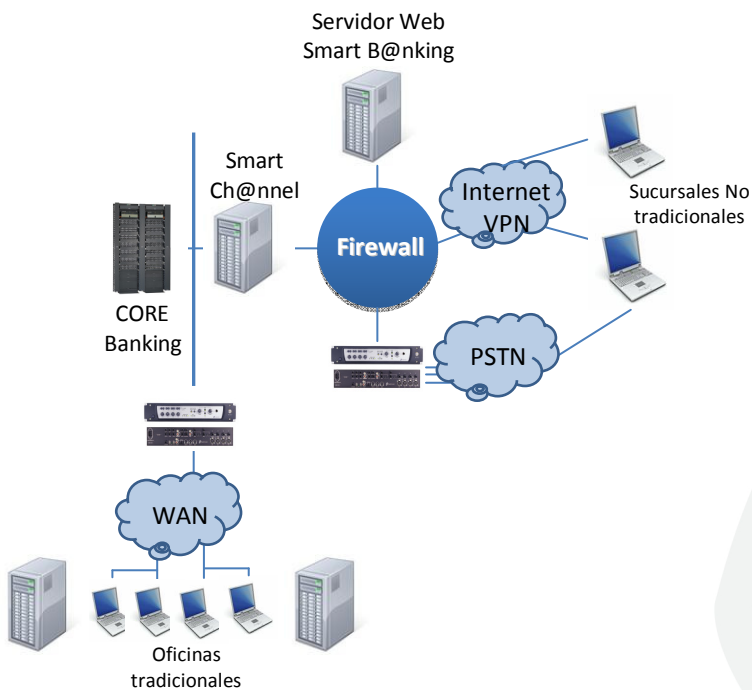 Servidor Web
Smart B@nking
Smart
Ch@nnel
Internet
VPN
Sucursales No
tradicionales
Firewall
CORE
Banking
PSTN
WAN
Oficinas
tradicionales